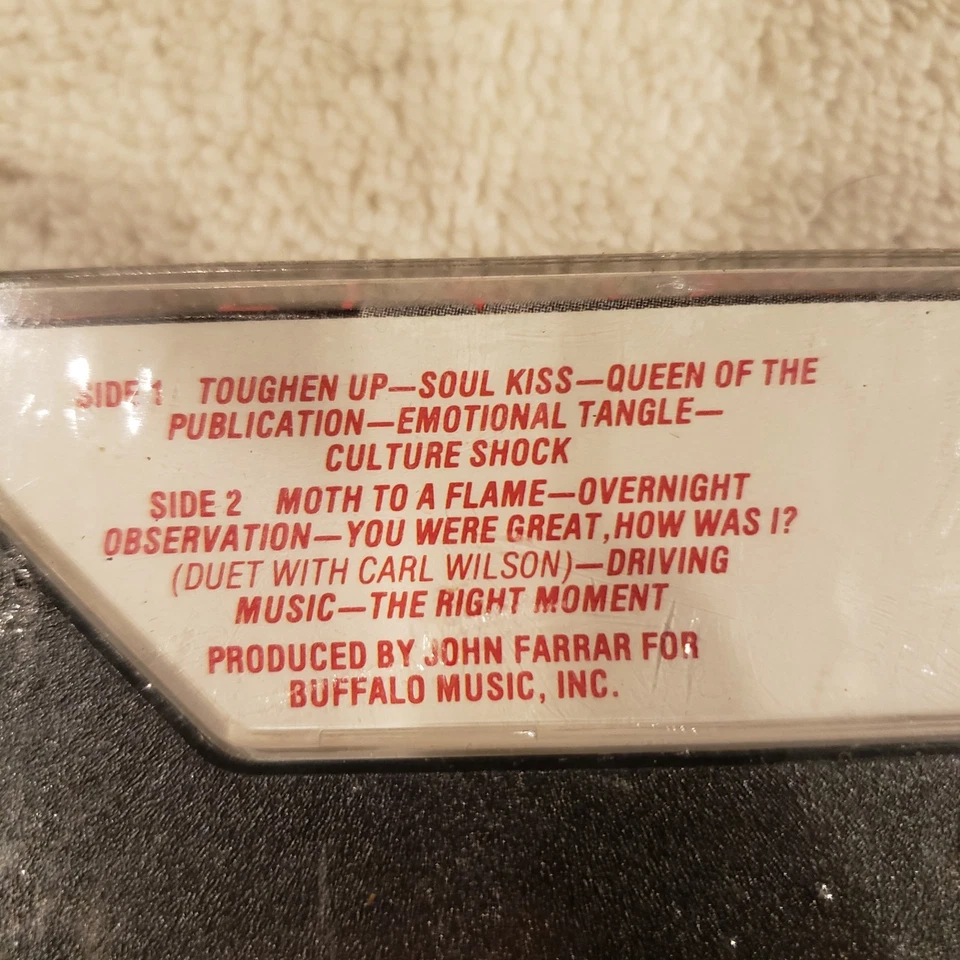 SIDE 1 TOUGHEN UP—SOUL KISS—QUEEN OF THE
PUBLICATION—EMOTIONAL TANGLE—
CULTURE SHOCK
SIDE 2 MOTH TO A FLAME—OVERNIGHT
OBSERVATION—YOU WERE GREAT,HOW WAS I?
(DUET WITH CARL WILSON)—DRIVING
MUSIC—THE RIGHT MOMENT
PRODUCED BY JOHN FARRAR FOR
BUFFALO MUSIC, INC.